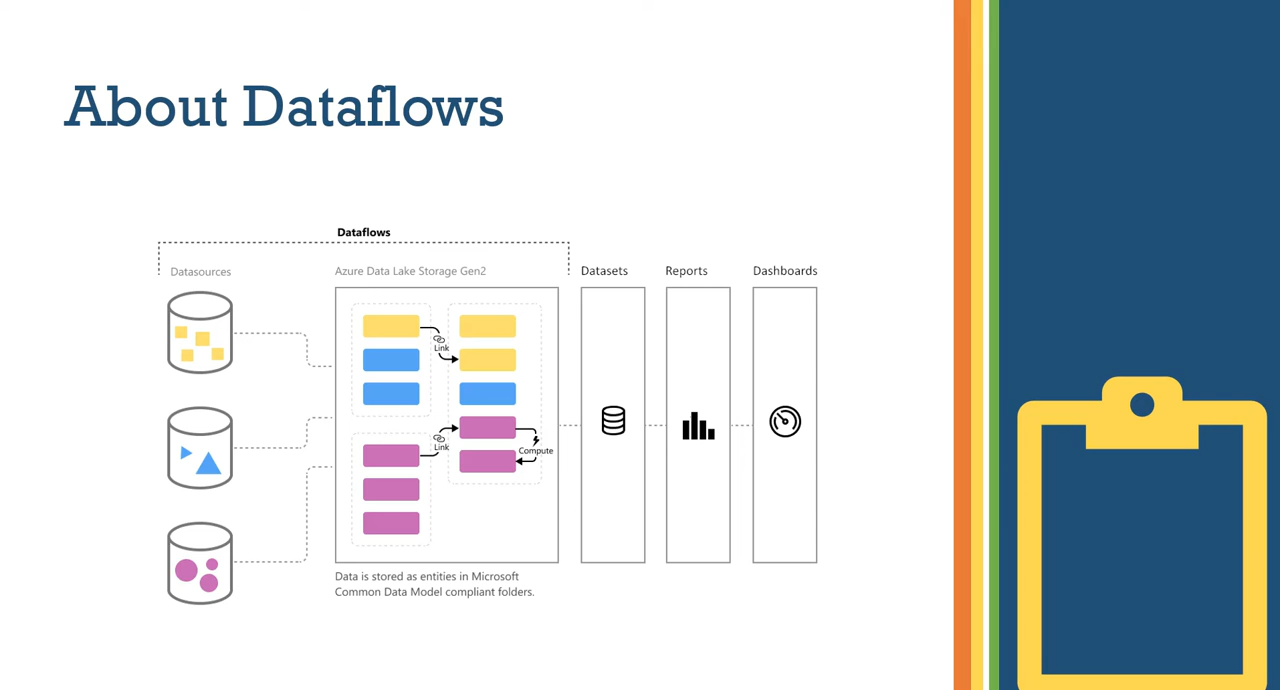 About Dataflows
Dataflows
Datasources
Azure Data Lake Storage Gen2
Datasets
Reports
Dashboards
Link
Link
Compute
Data is stored as entities in Microsoft
Common Data Model compliant folders.